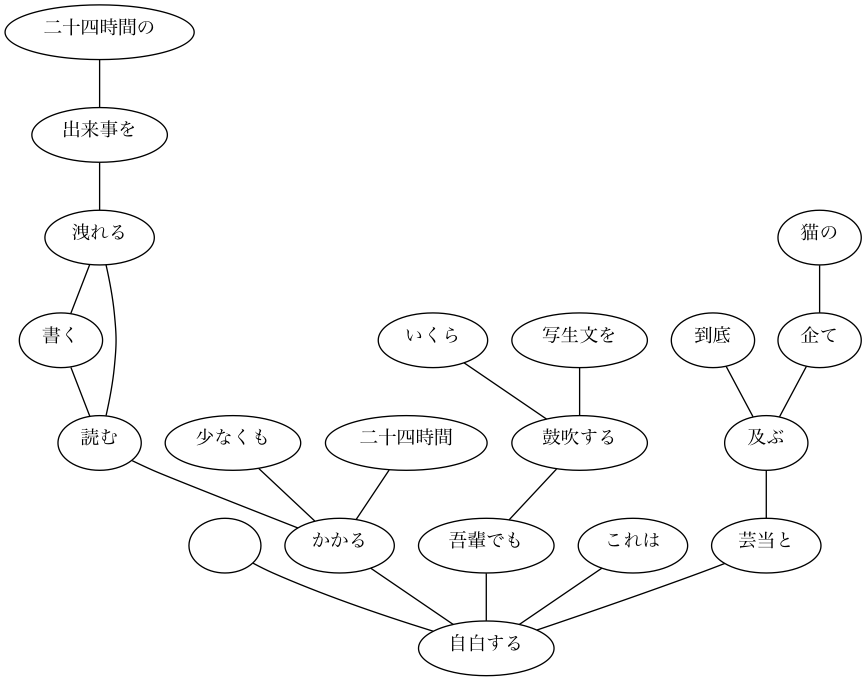 二十四時間の
出来事を
洩れる
猫の
書く
いくら
写生文を
到底
企て
読む
少なくも
二十四時間
鼓吹する
及ぶ
かかる
吾輩でも
これは
芸当と
自白する